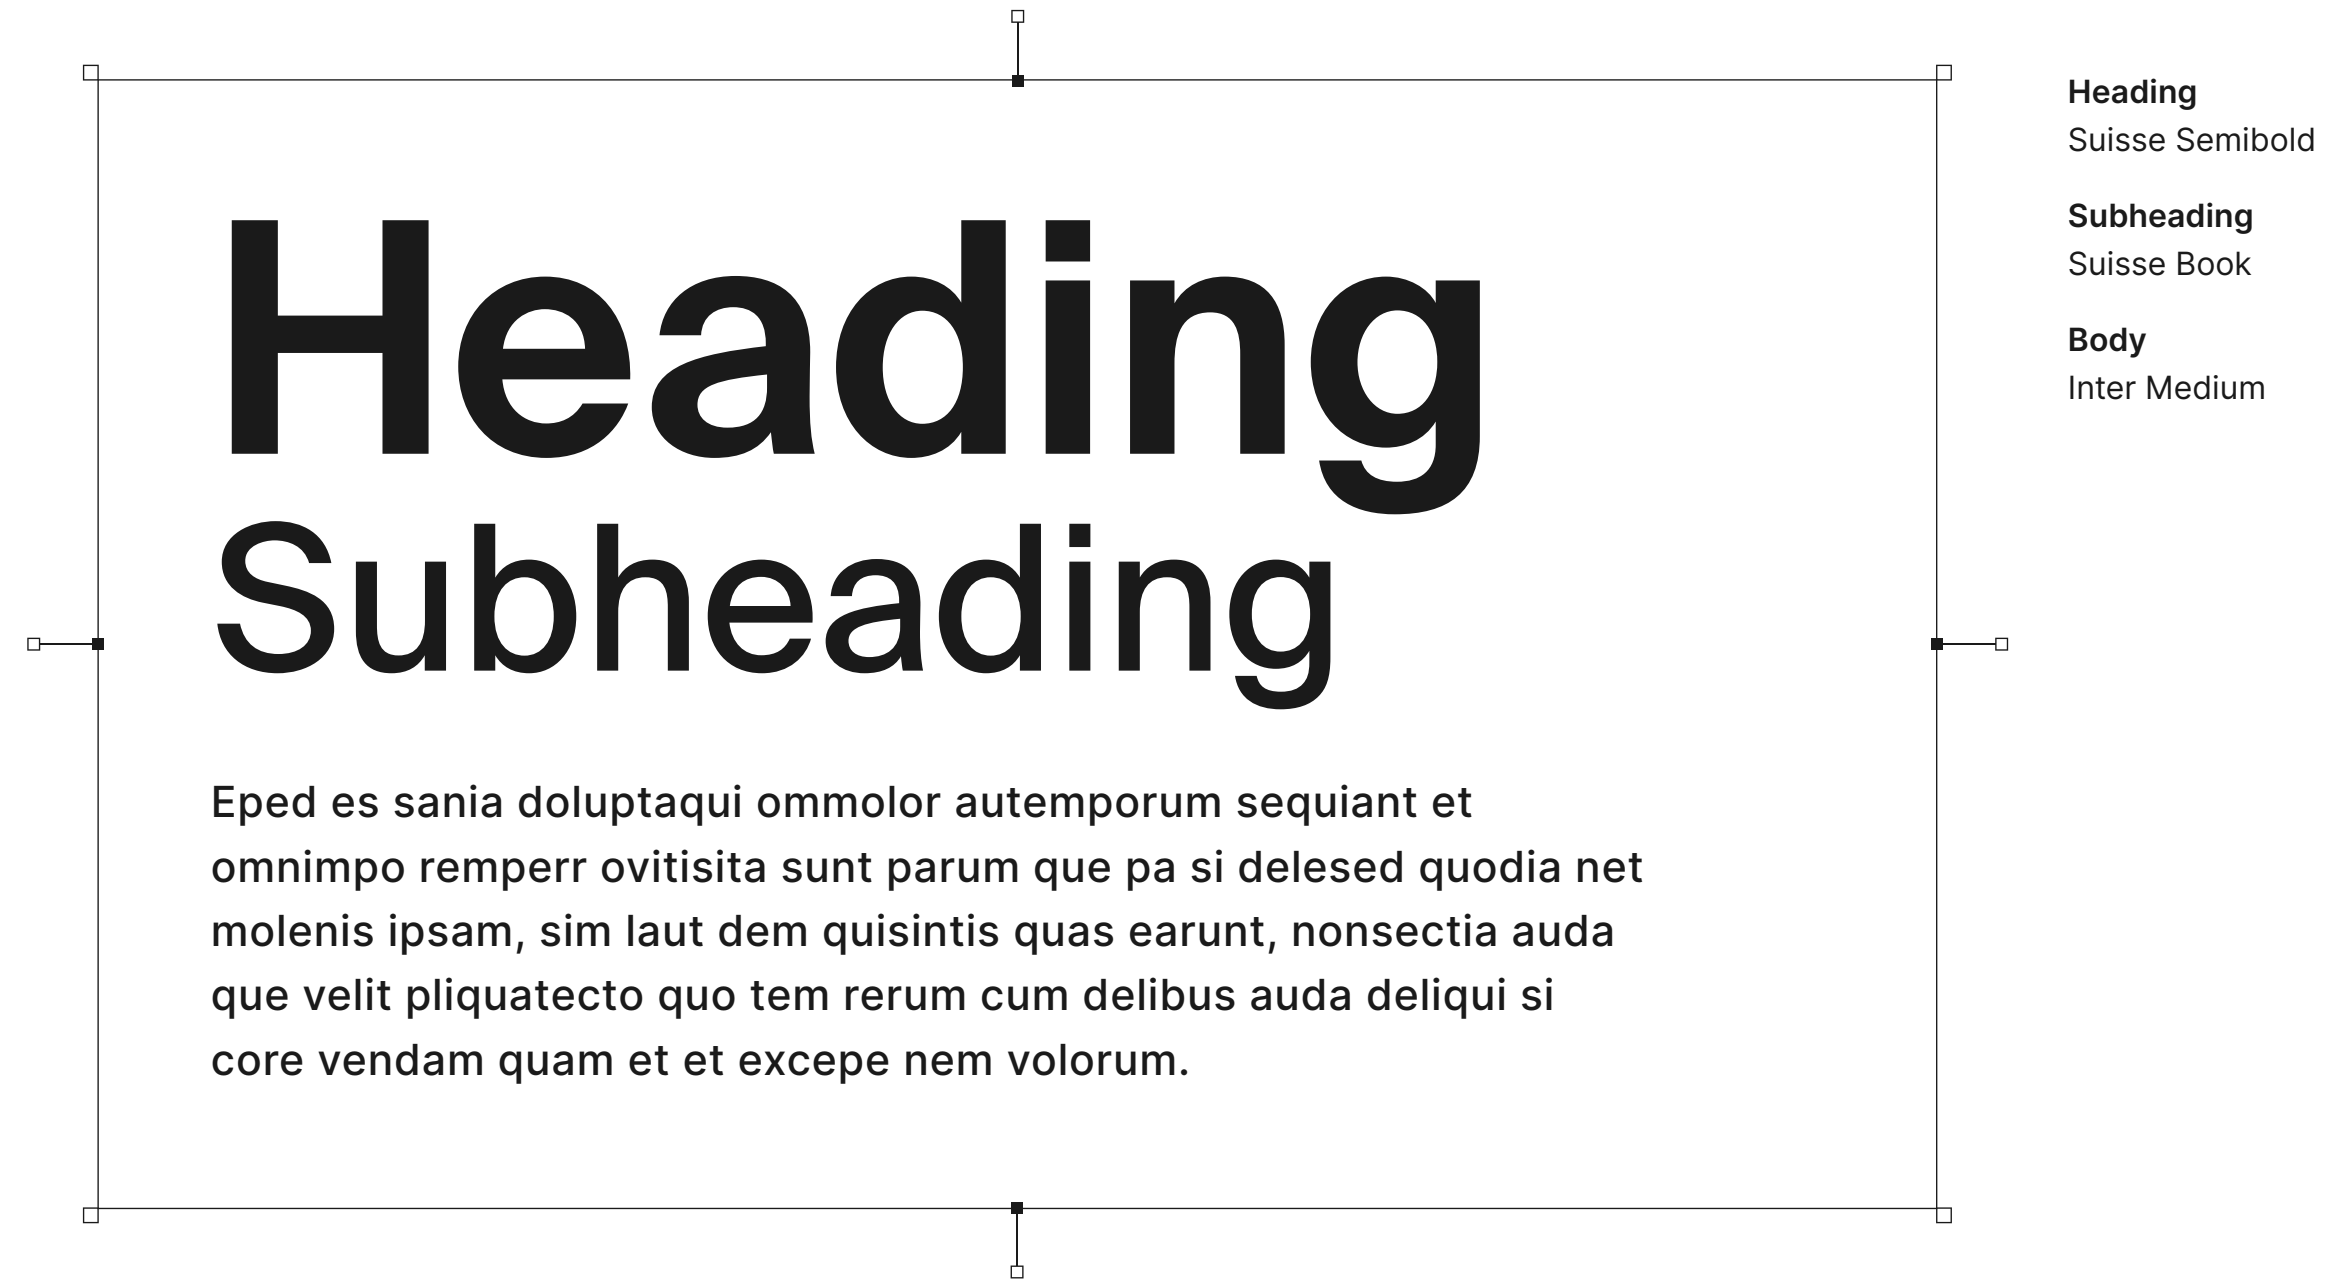 Heading
Subheading
Eped es sania doluptaqui ommolor autemporum sequiant et
omnimpo remperr ovitisita sunt parum que pa si delesed quodia net
molenis ipsam, sim laut dem quisintis quas earunt, nonsectia auda
que velit pliquatecto quo tem rerum cum delibus auda deliqui si
core vendam quam et et excepe nem volorum.
Heading
Suisse Semibold
Subheading
Suisse Book
Body
Inter Medium